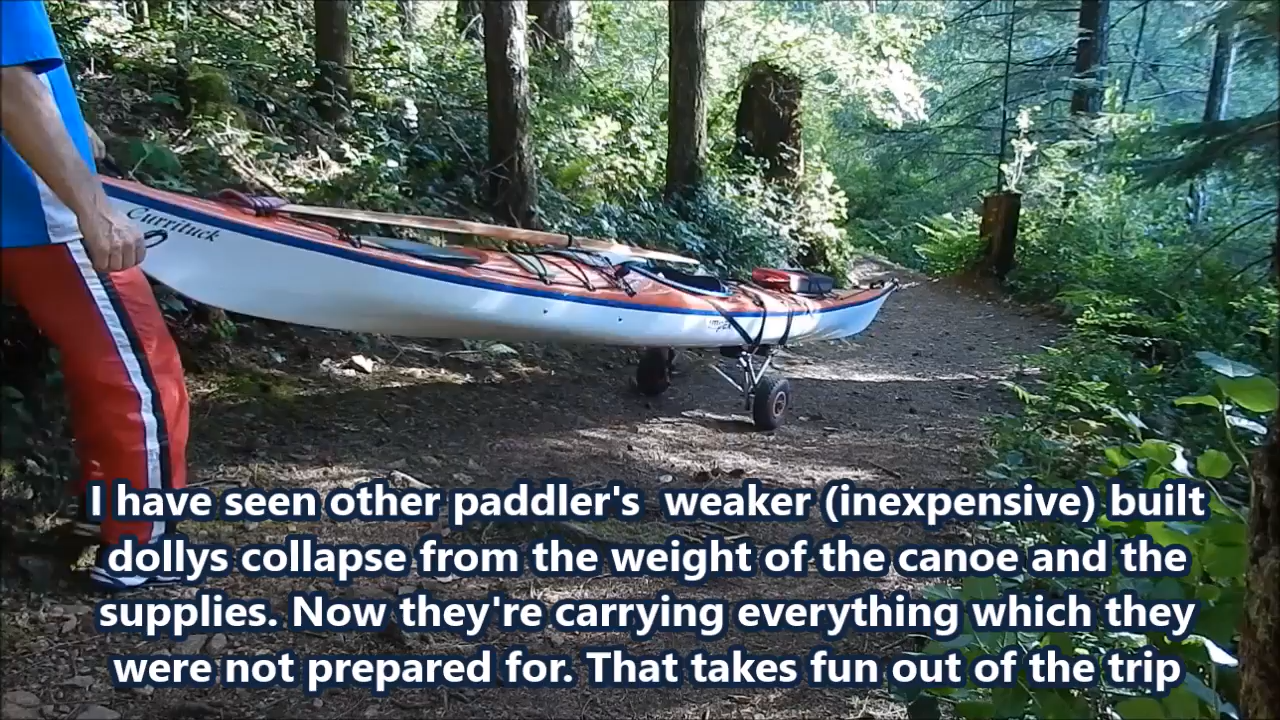 Currituck
I have seen other paddler's weaker (inexpensive) built
dollys collapse from the weight of the canoe and the
supplies. Now they're carrying everything which they
were not prepared for. That takes fun out of the trip